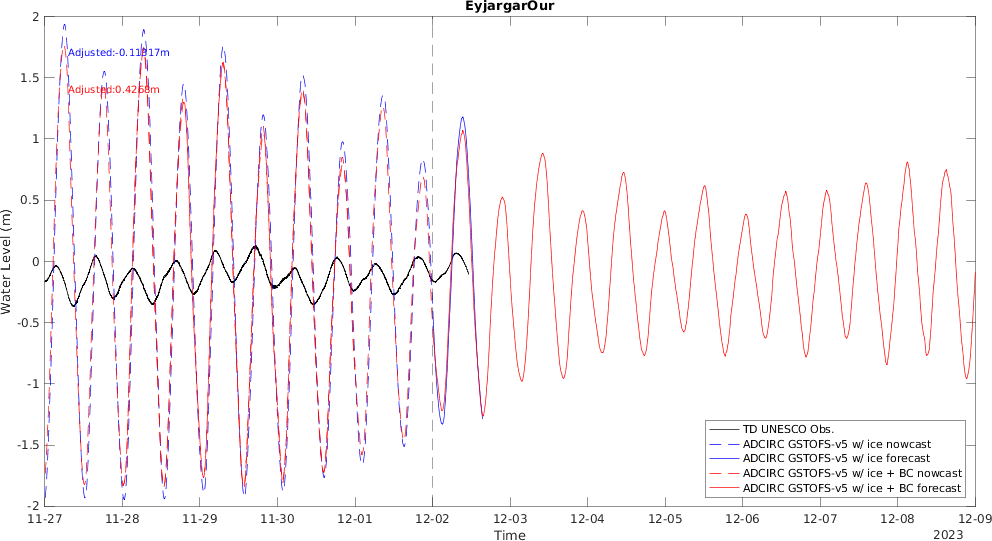 EyjargarOur
Adjusted:-0.11317m
Adjusted:0.4268m
2
1.5
1
0.5
0
-0.5
-1
-1.5
-2
Water Level (m)
11-27 11-28 11-29 11-30 12-01 12-02 12-03 12-04 12-05 12-06 12-07 12-08 12-09
Time
2023
TD UNESCO Obs.
ADCIRC GSTOFS-v5 w/ ice nowcast
ADCIRC GSTOFS-v5 w/ ice forecast
ADCIRC GSTOFS-v5 w/ ice + BC nowcast
ADCIRC GSTOFS-v5 w/ ice + BC forecast